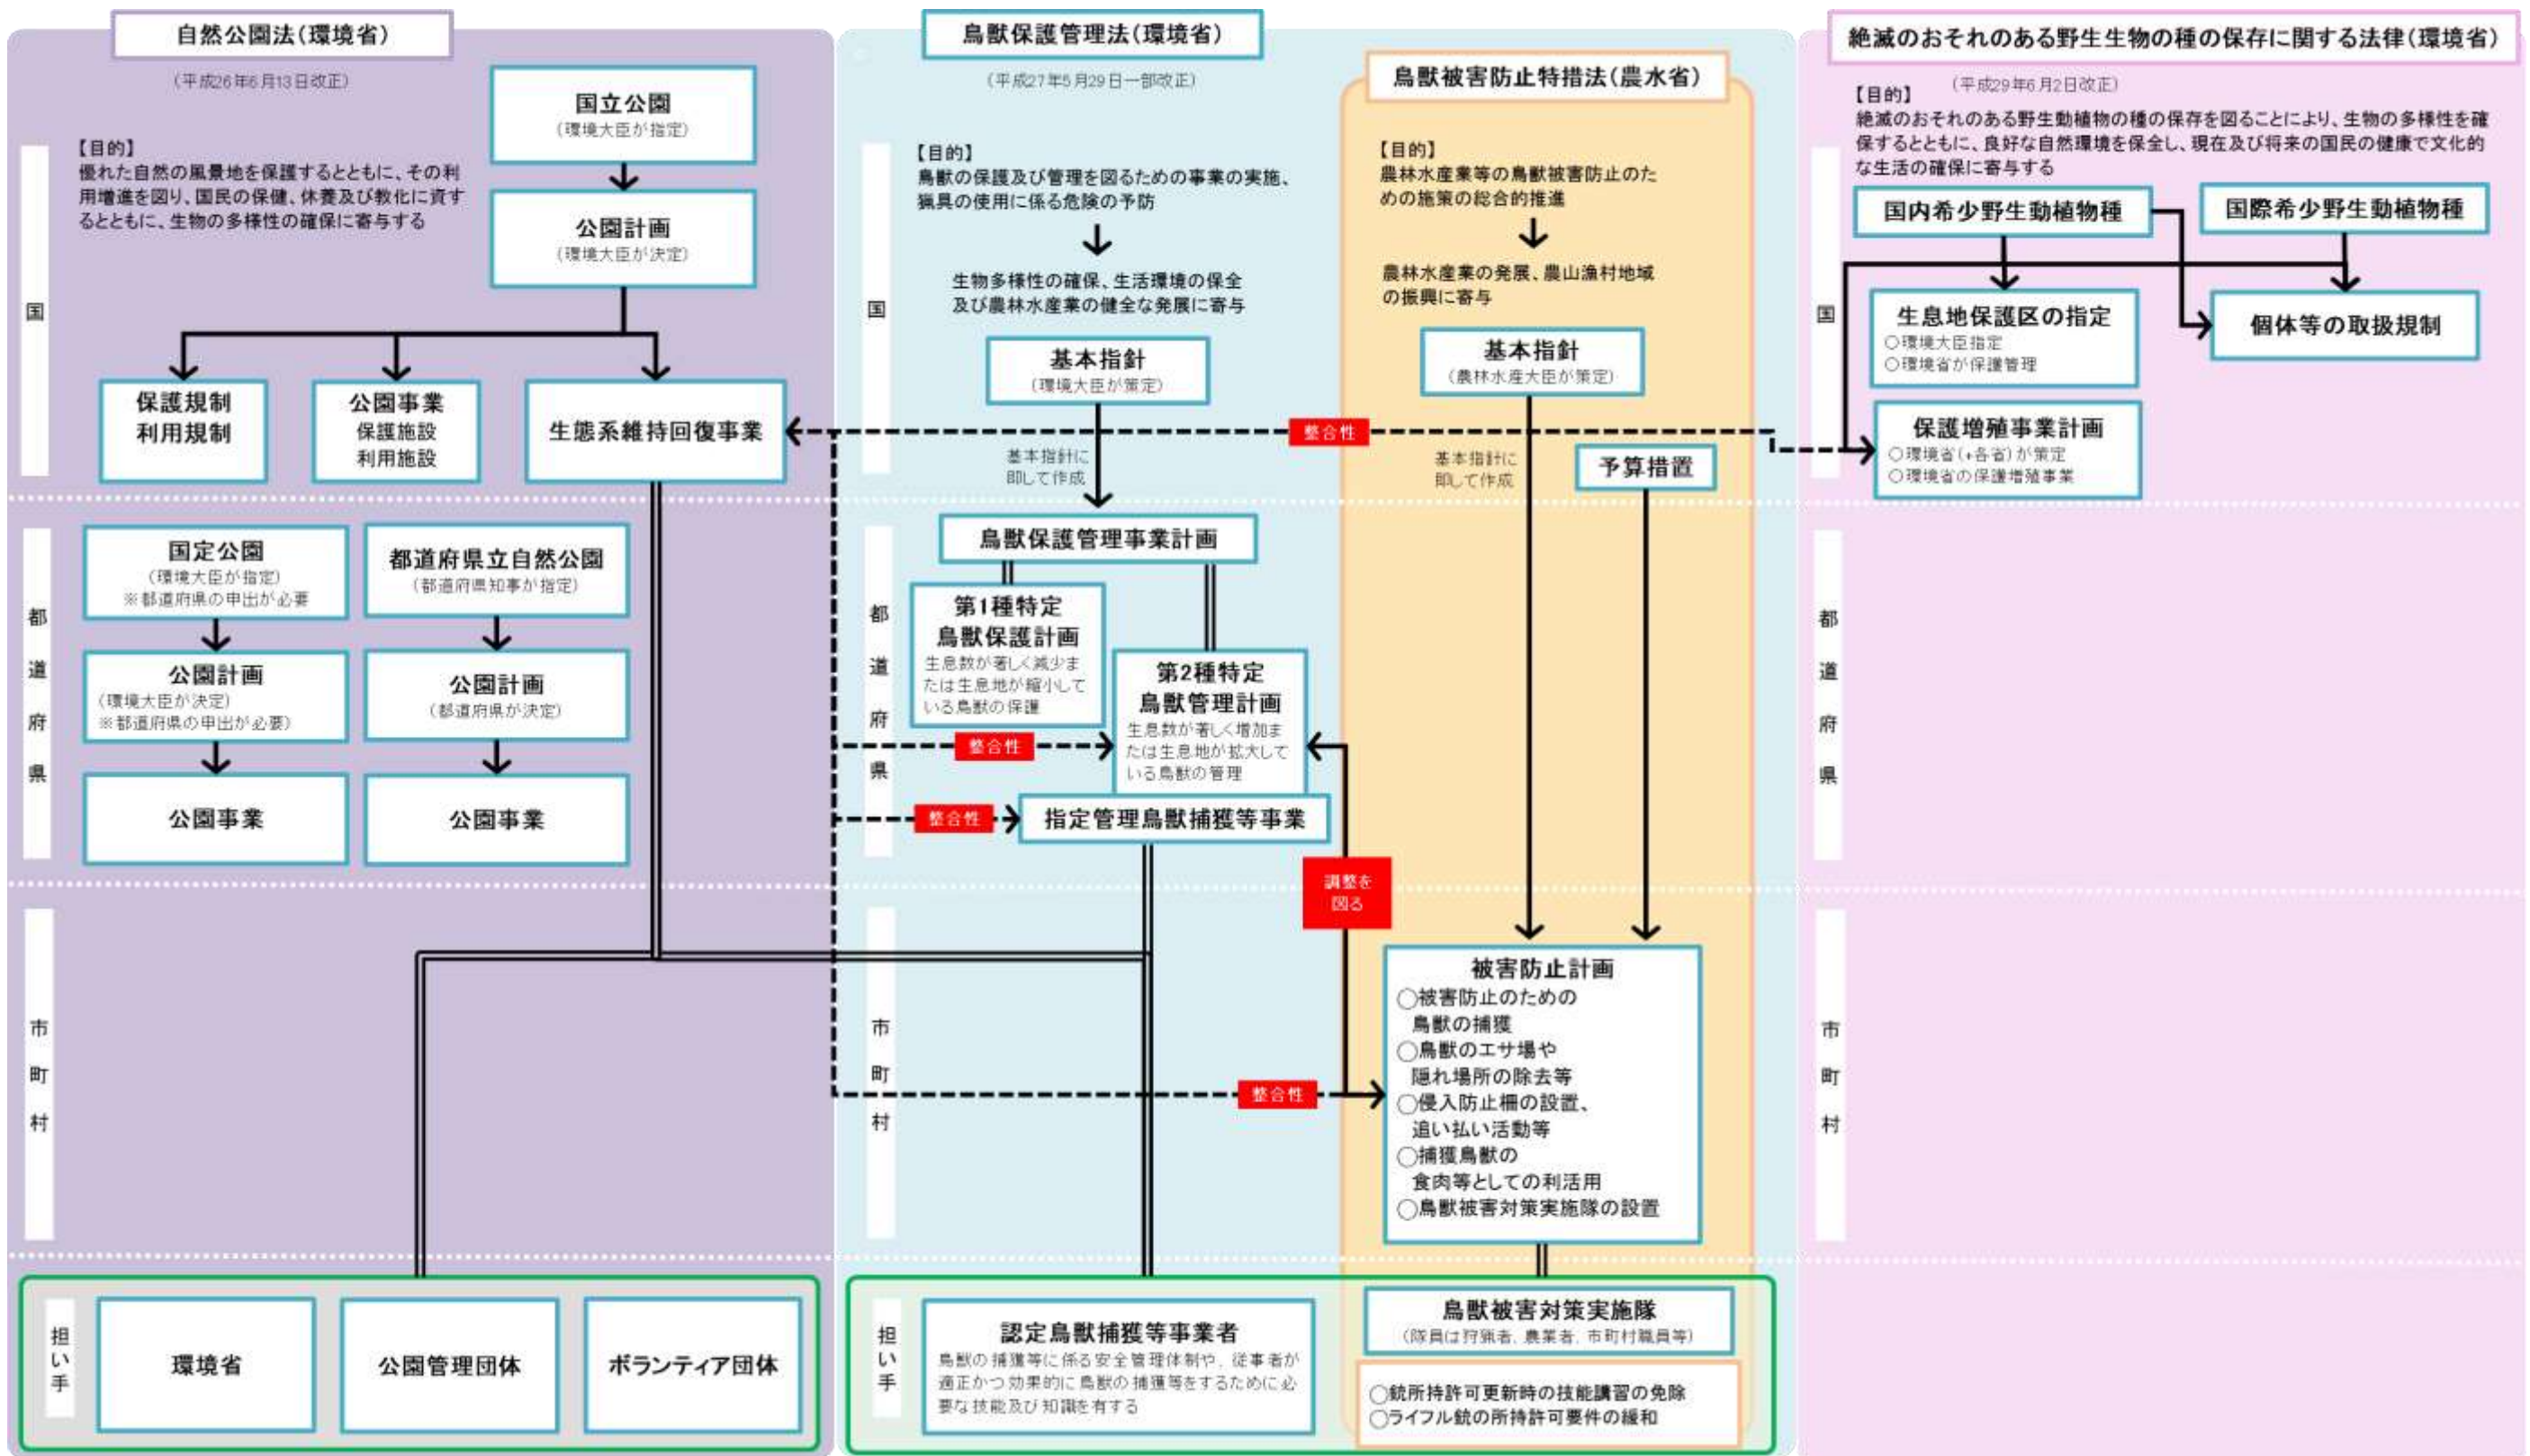 自然公園法（環境省）
（平成26年6月13日改正）
国立公園
（環境大臣が指定）
【目的】
優れた自然の風景地を保護するとともに、その利
用増進を図り、国民の保健、休養及び教化に資す
るとともに、生物の多様性の確保に寄与する
公園計画
（環境大臣が決定）
国
保護規制
利用規制
公園事業
保護施設
利用施設
生態系維持回復事業
都道府県
国定公園
（環境大臣が指定）
※都道府県の申出が必要
都道府県立自然公園
（都道府県知事が指定）
公園計画
（環境大臣が決定）
※都道府県の申出が必要）
公園計画
（都道府県が決定）
公園事業
公園事業
市町村
担い手
環境省
公園管理団体
ボランティア団体
鳥獣保護管理法（環境省）
（平成27年5月29日一部改正）
【目的】
鳥獣の保護及び管理を図るための事業の実施、
猟具の使用に係る危険の予防
生物多様性の確保、生活環境の保全
及び農林水産業の健全な発展に寄与
国
基本指針
（環境大臣が策定）
整合性
基本指針に
即して作成
都道府県
鳥獣保護管理事業計画
第1種特定
鳥獣保護計画
生息数が著しく減少ま
たは生息地が縮小して
いる鳥獣の保護
第2種特定
鳥獣管理計画
生息数が著しく増加ま
たは生息地が拡大して
いる鳥獣の管理
整合性
整合性
指定管理鳥獣捕獲等事業
調整を
図る
市町村
整合性
担い手
認定鳥獣捕獲等事業者
鳥獣の捕獲等に係る安全管理体制や、従事者が
適正かつ効果的に鳥獣の捕獲等をするために必
要な技能及び知識を有する
鳥獣被害防止特措法（農水省）
【目的】
農林水産業等の鳥獣被害防止のた
めの施策の総合的推進
農林水産業の発展、農山漁村地域
の振興に寄与
基本指針
（農林水産大臣が策定）
基本指針に
即して作成
予算措置
被害防止計画
○被害防止のための
鳥獣の捕獲
○鳥獣のエサ場や
隠れ場所の除去等
○侵入防止柵の設置、
追い払い活動等
○捕獲鳥獣の
食肉等としての利活用
○鳥獣被害対策実施隊の設置
鳥獣被害対策実施隊
（隊員は狩猟者、農業者、市町村職員等）
○銃所持許可更新時の技能講習の免除
○ライフル銃の所持許可要件の緩和
絶滅のおそれのある野生生物の種の保存に関する法律（環境省）
（平成29年6月2日改正）
【目的】
絶滅のおそれのある野生動植物の種の保存を図ることにより、生物の多様性を確
保するとともに、良好な自然環境を保全し、現在及び将来の国民の健康で文化的
な生活の確保に寄与する
国内希少野生動植物種
国際希少野生動植物種
国
生息地保護区の指定
○環境大臣指定
○環境省が保護管理
個体等の取扱規制
保護増殖事業計画
○環境省（+各省）が策定
○環境省の保護増殖事業
都道府県
市町村